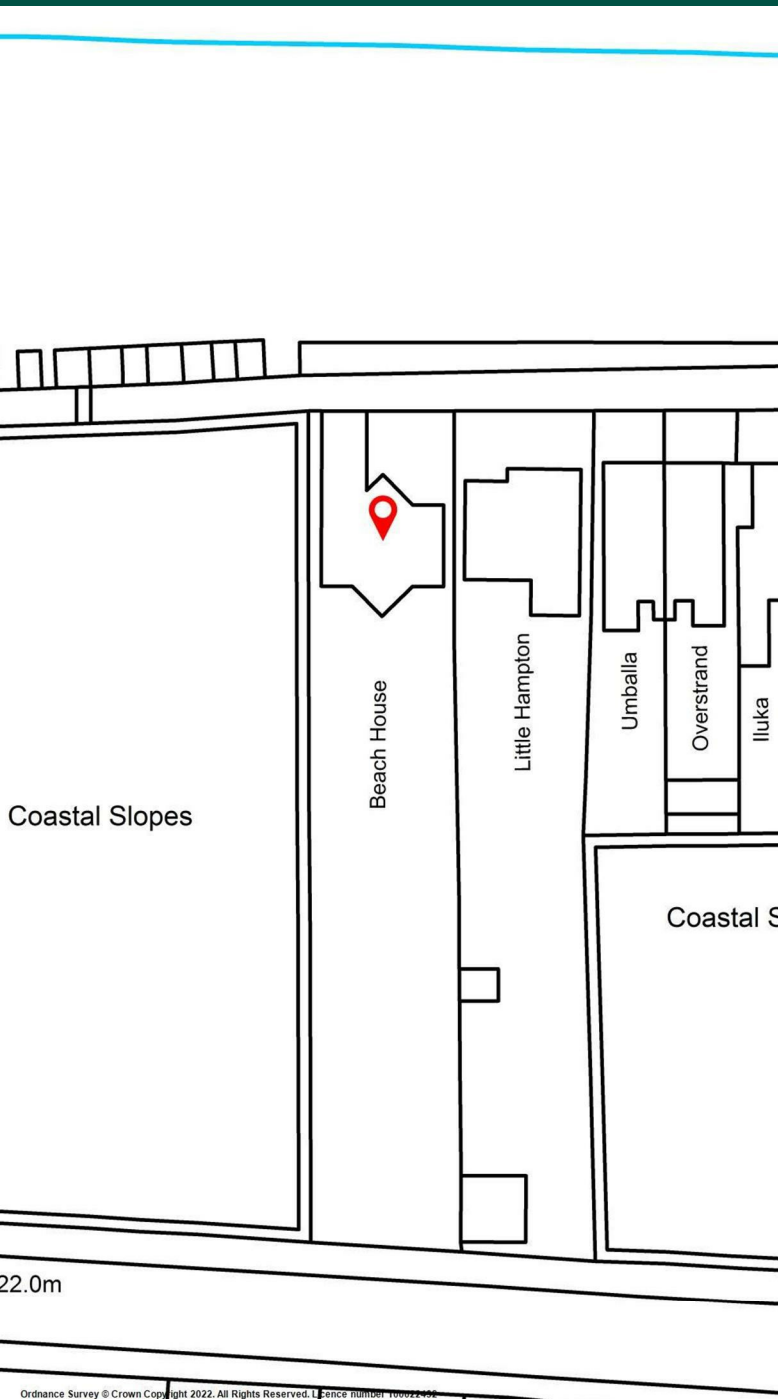 Beach House
Little Hampton
Umballa
Overstrand
Iluka
Coastal Slopes
Coastal S
22.0m
Ordnance Survey © Crown Copyright 2022. All Rights Reserved. Licence number